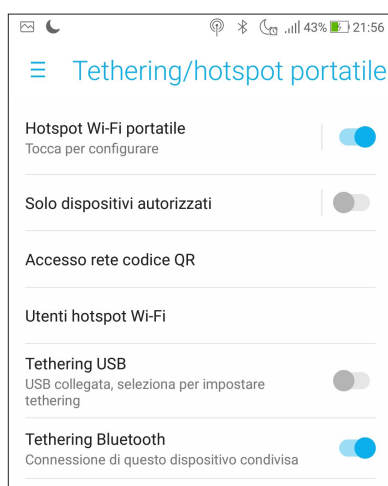 43% 21:56
Tethering/hotspot portatile
Hotspot Wi-Fi portatile
Tocca per configurare
Solo dispositivi autorizzati
Accesso rete codice QR
Utenti hotspot Wi-Fi
Tethering USB
USB collegata, seleziona per impostare
tethering
Tethering Bluetooth
Connessione di questo dispositivo condivisa